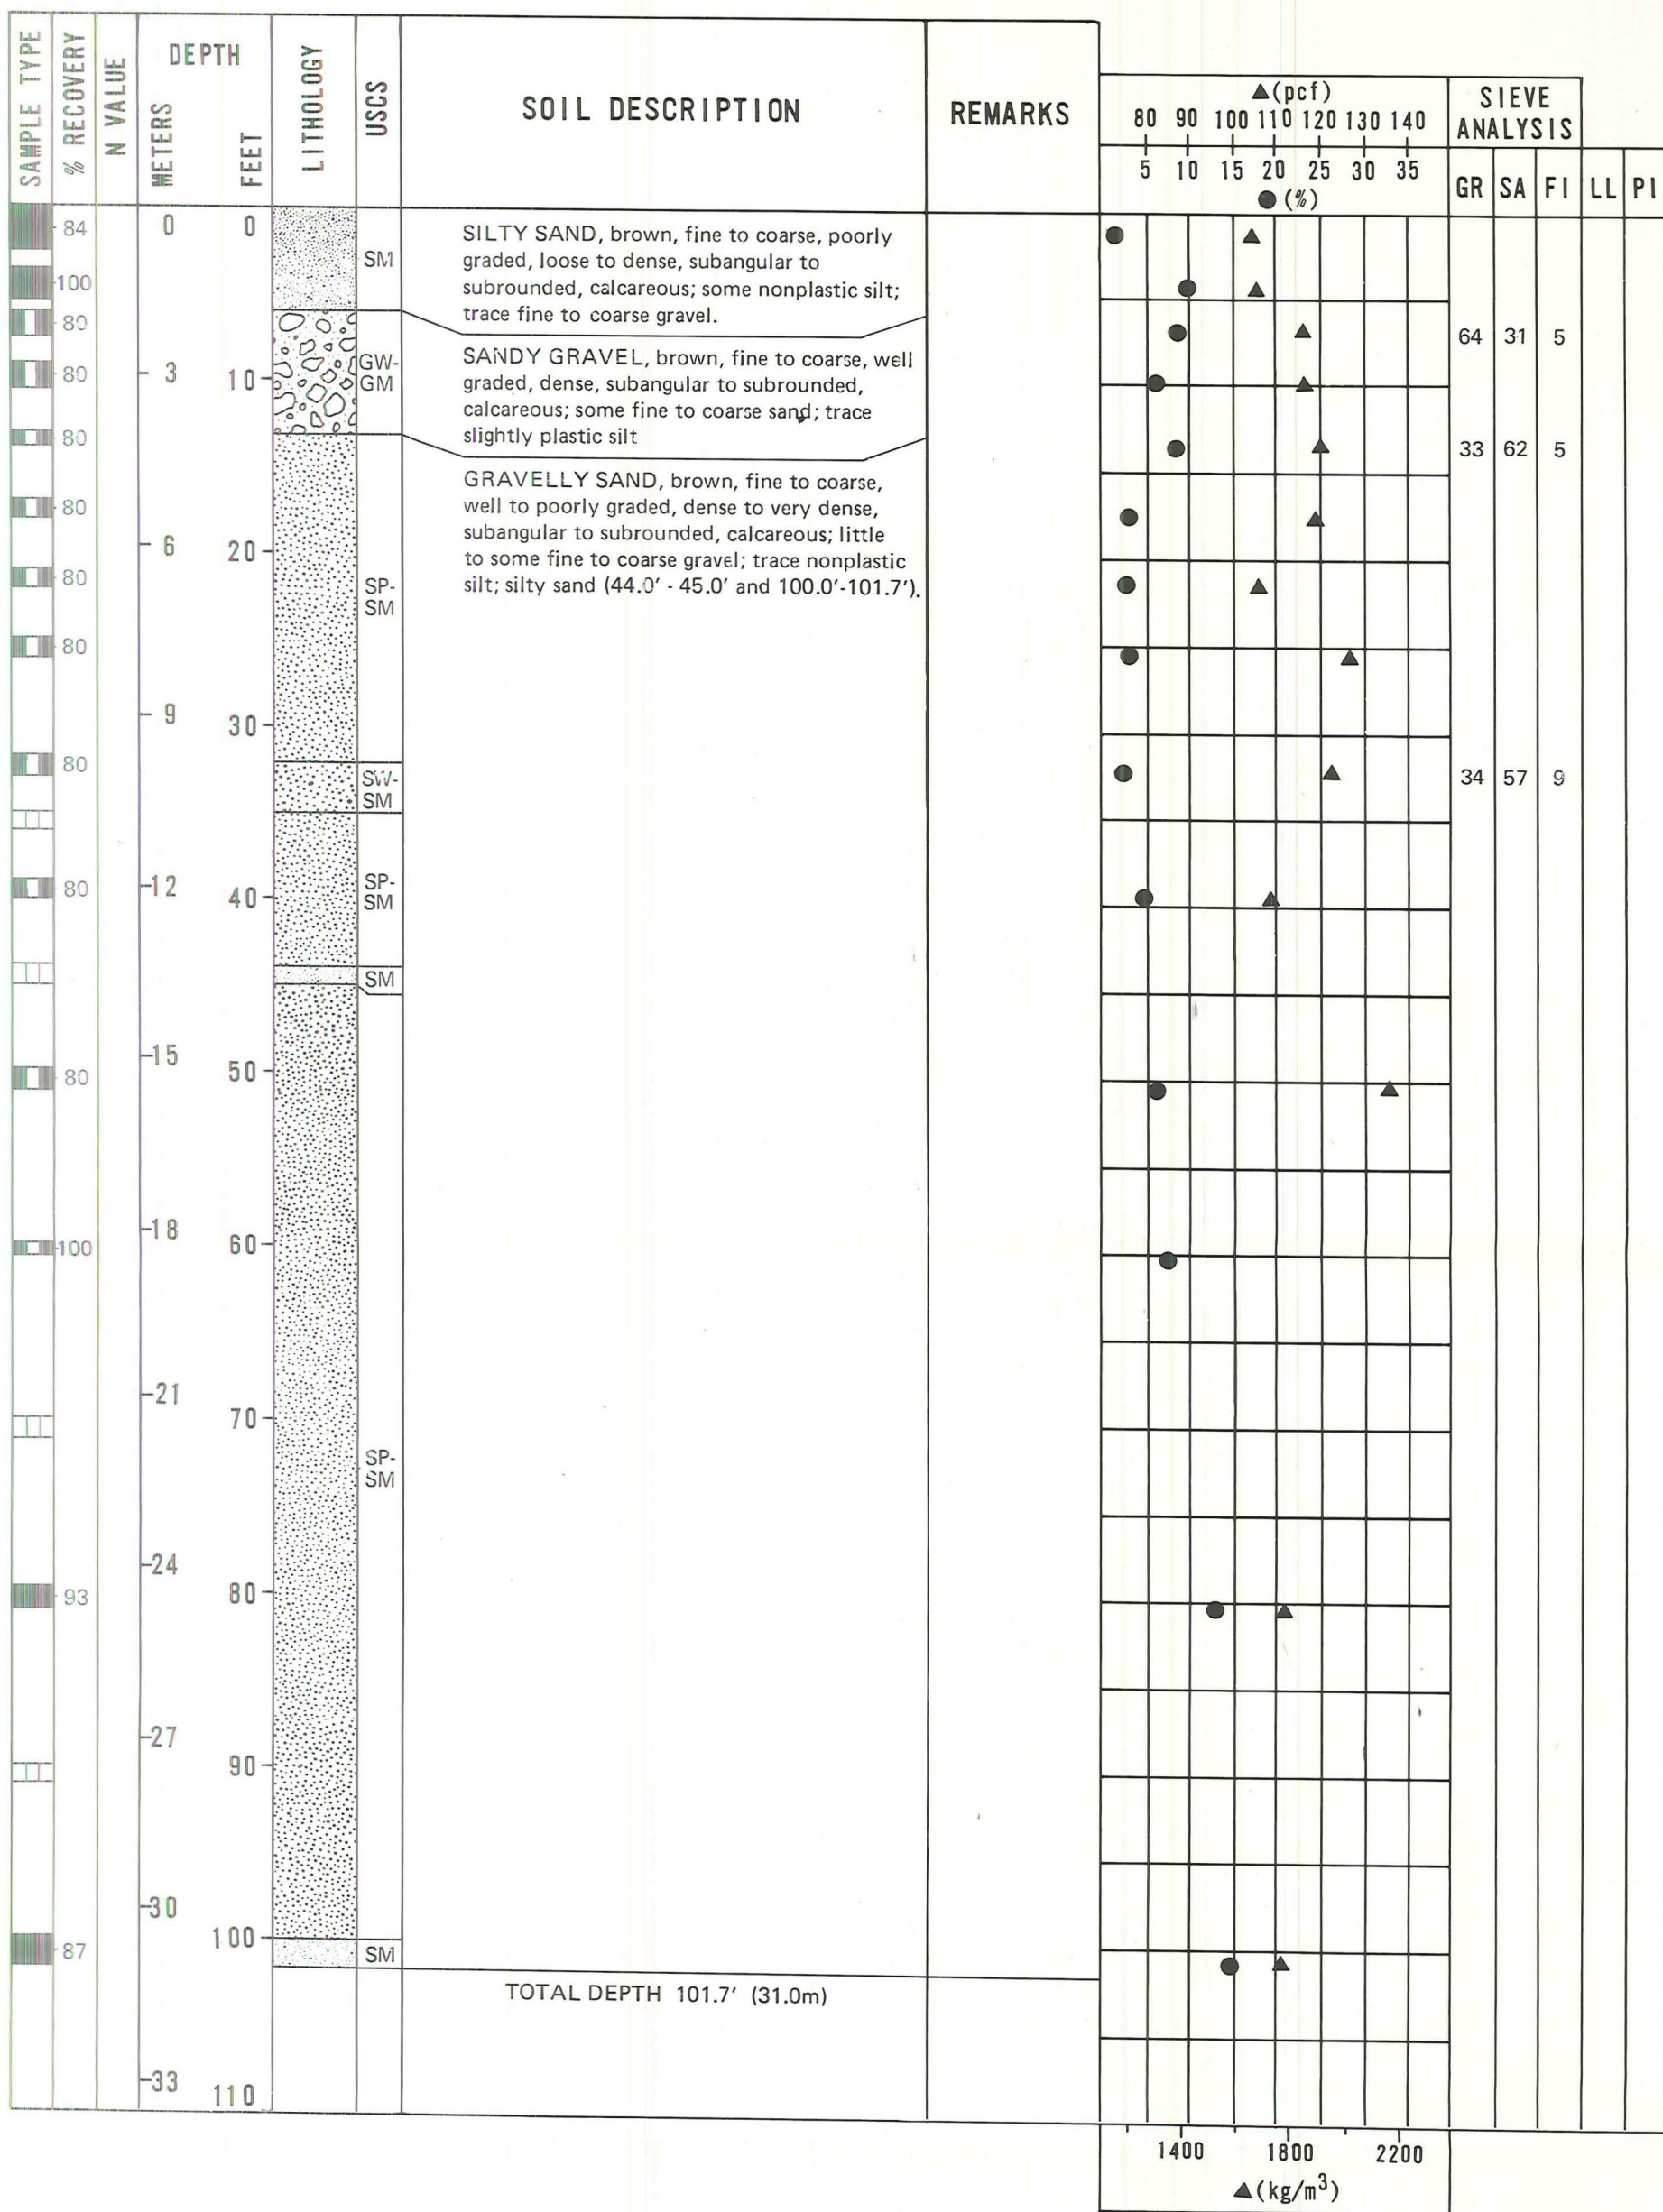 SAMPLE TYPE
% RECOVERY
N VALUE
DEPTH
METERS
FEET
LITHOLOGY
USCS
SOIL DESCRIPTION
REMARKS
▲(pcf)
80 90 100 110 120 130 140
5 10 15 20 25 30 35
●(%)
SIEVE
ANALYSIS
GR SA FI LL PI
84 0 0
SM
SILTY SAND, brown, fine to coarse, poorly
graded, loose to dense, subangular to
subrounded, calcareous; some nonplastic silt;
trace fine to coarse gravel.
100
80
64 31 5
80 3 10
GW-
GM
SANDY GRAVEL, brown, fine to coarse, well
graded, dense, subangular to subrounded,
calcareous; some fine to coarse sand; trace
slightly plastic silt
80
33 62 5
GRAVELLY SAND, brown, fine to coarse,
well to poorly graded, dense to very dense,
subangular to subrounded, calcareous; little
to some fine to coarse gravel; trace nonplastic
silt; silty sand (44.0' - 45.0' and 100.0'-101.7').
80
6 20
80
SP-
SM
80
9 30
80
SW-
SM
34 57 9
80 12 40
SP-
SM
SM
15 50
80
18 60
100
21 70
SP-
SM
24 80
93
27 90
30 100
87
SM
TOTAL DEPTH 101.7' (31.0m)
33 110
1400 1800 2200
▲(kg/m³)